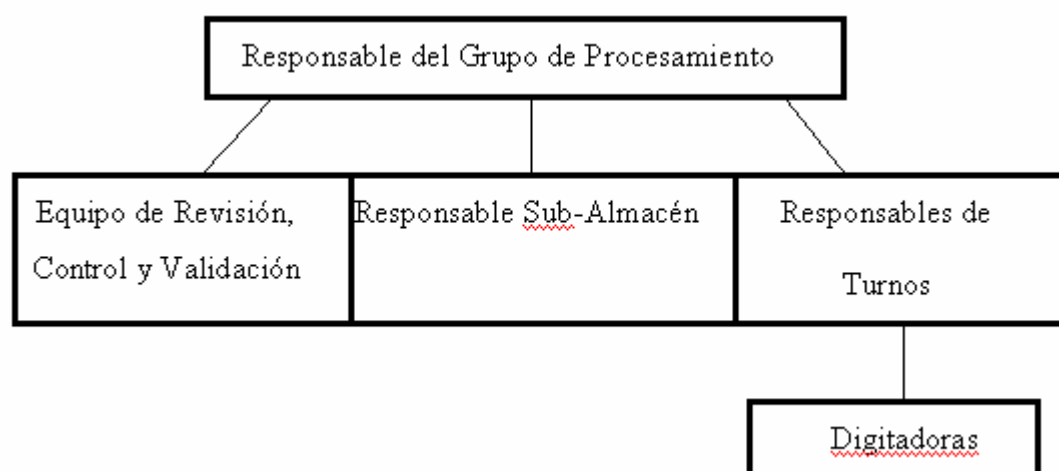 Responsable del Grupo de Procesamiento
Equipo de Revisión,
Control y Validación
Responsable Sub-Almacén
Responsables de
Turnos
Digitadoras